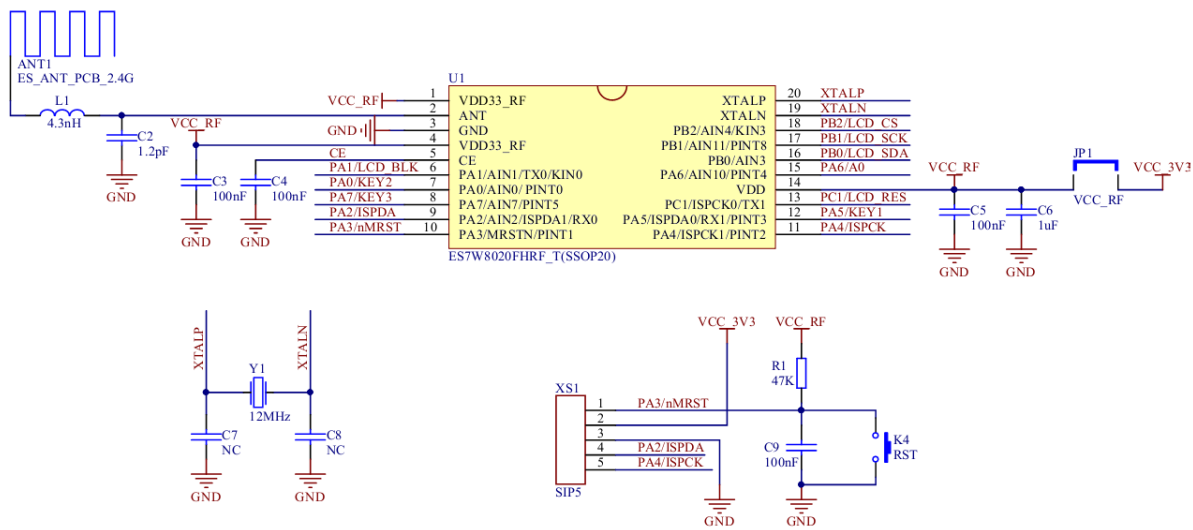 ANT1
ES_ANT_PCB_2.4G
L1
4.3nH
C2
1.2pF
GND
VCC_RF
C3
100nF
GND
C4
100nF
GND
U1
VCC_RF
1
VDD33_RF
2
ANT
GND
3
GND
4
VDD33_RF
CE
5
CE
PA1/LCD_BLK
6
PA1/AIN1/TX0/KIN0
PA0/KEY2
7
PA0/AIN0/ PINT0
PA7/KEY3
8
PA7/AIN7/PINT5
PA2/ISPDA
9
PA2/AIN2/ISPDA1/RX0
PA3/nMRST
10
PA3/MRSTN/PINT1
XTALP
20
XTALP
XTALN
19
XTALN
PB2/AIN4/KIN3
18
PB2/LCD_CS
PB1/AIN11/PINT8
17
PB1/LCD_SCK
PB0/AIN3
16
PB0/LCD_SDA
PA6/AIN10/PINT4
15
PA6/A0
VDD
14
PC1/ISPCK0/TX1
13
PC1/LCD_RES
PA5/ISPDA0/RX1/PINT3
12
PA5/KEY1
PA4/ISPCK1/PINT2
11
PA4/ISPCK
ES7W8020FHRF_T(SSOP20)
VCC_RF
C5
100nF
GND
C6
1uF
GND
JP1
VCC_RF
VCC_3V3
XTALP
XTALN
Y1
12MHz
C7
NC
GND
C8
NC
GND
VCC_3V3
VCC_RF
R1
47K
XS1
1
PA3/nMRST
2
3
4
PA2/ISPDA
5
PA4/ISPCK
SIP5
GND
C9
100nF
GND
K4
RST